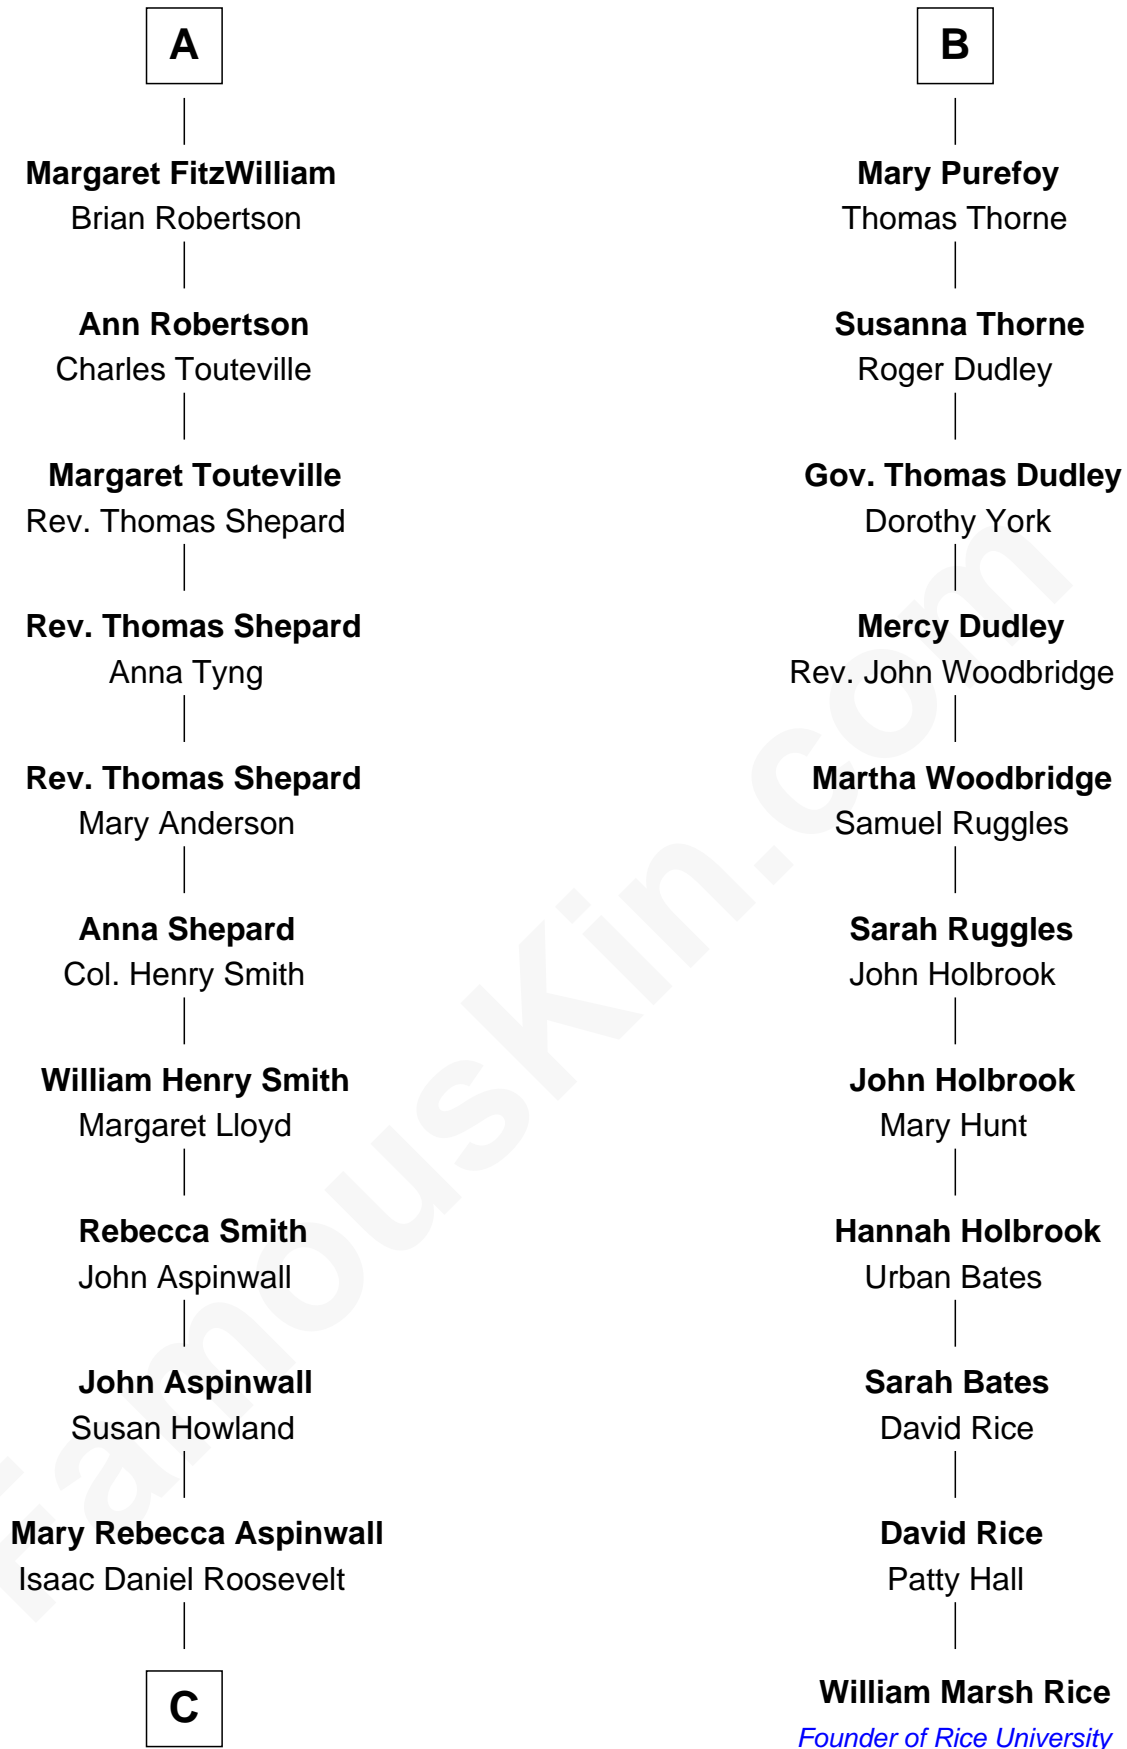 A
Margaret FitzWilliam
Brian Robertson
Ann Robertson
Charles Touteville
Margaret Touteville
Rev. Thomas Shepard
Rev. Thomas Shepard
Anna Tyng
Rev. Thomas Shepard
Mary Anderson
Anna Shepard
Col. Henry Smith
William Henry Smith
Margaret Lloyd
Rebecca Smith
John Aspinwall
John Aspinwall
Susan Howland
Mary Rebecca Aspinwall
Isaac Daniel Roosevelt
C
B
Mary Purefoy
Thomas Thorne
Susanna Thorne
Roger Dudley
Gov. Thomas Dudley
Dorothy York
Mercy Dudley
Rev. John Woodbridge
Martha Woodbridge
Samuel Ruggles
Sarah Ruggles
John Holbrook
John Holbrook
Mary Hunt
Hannah Holbrook
Urban Bates
Sarah Bates
David Rice
David Rice
Patty Hall
William Marsh Rice
Founder of Rice University
FamousKin.com